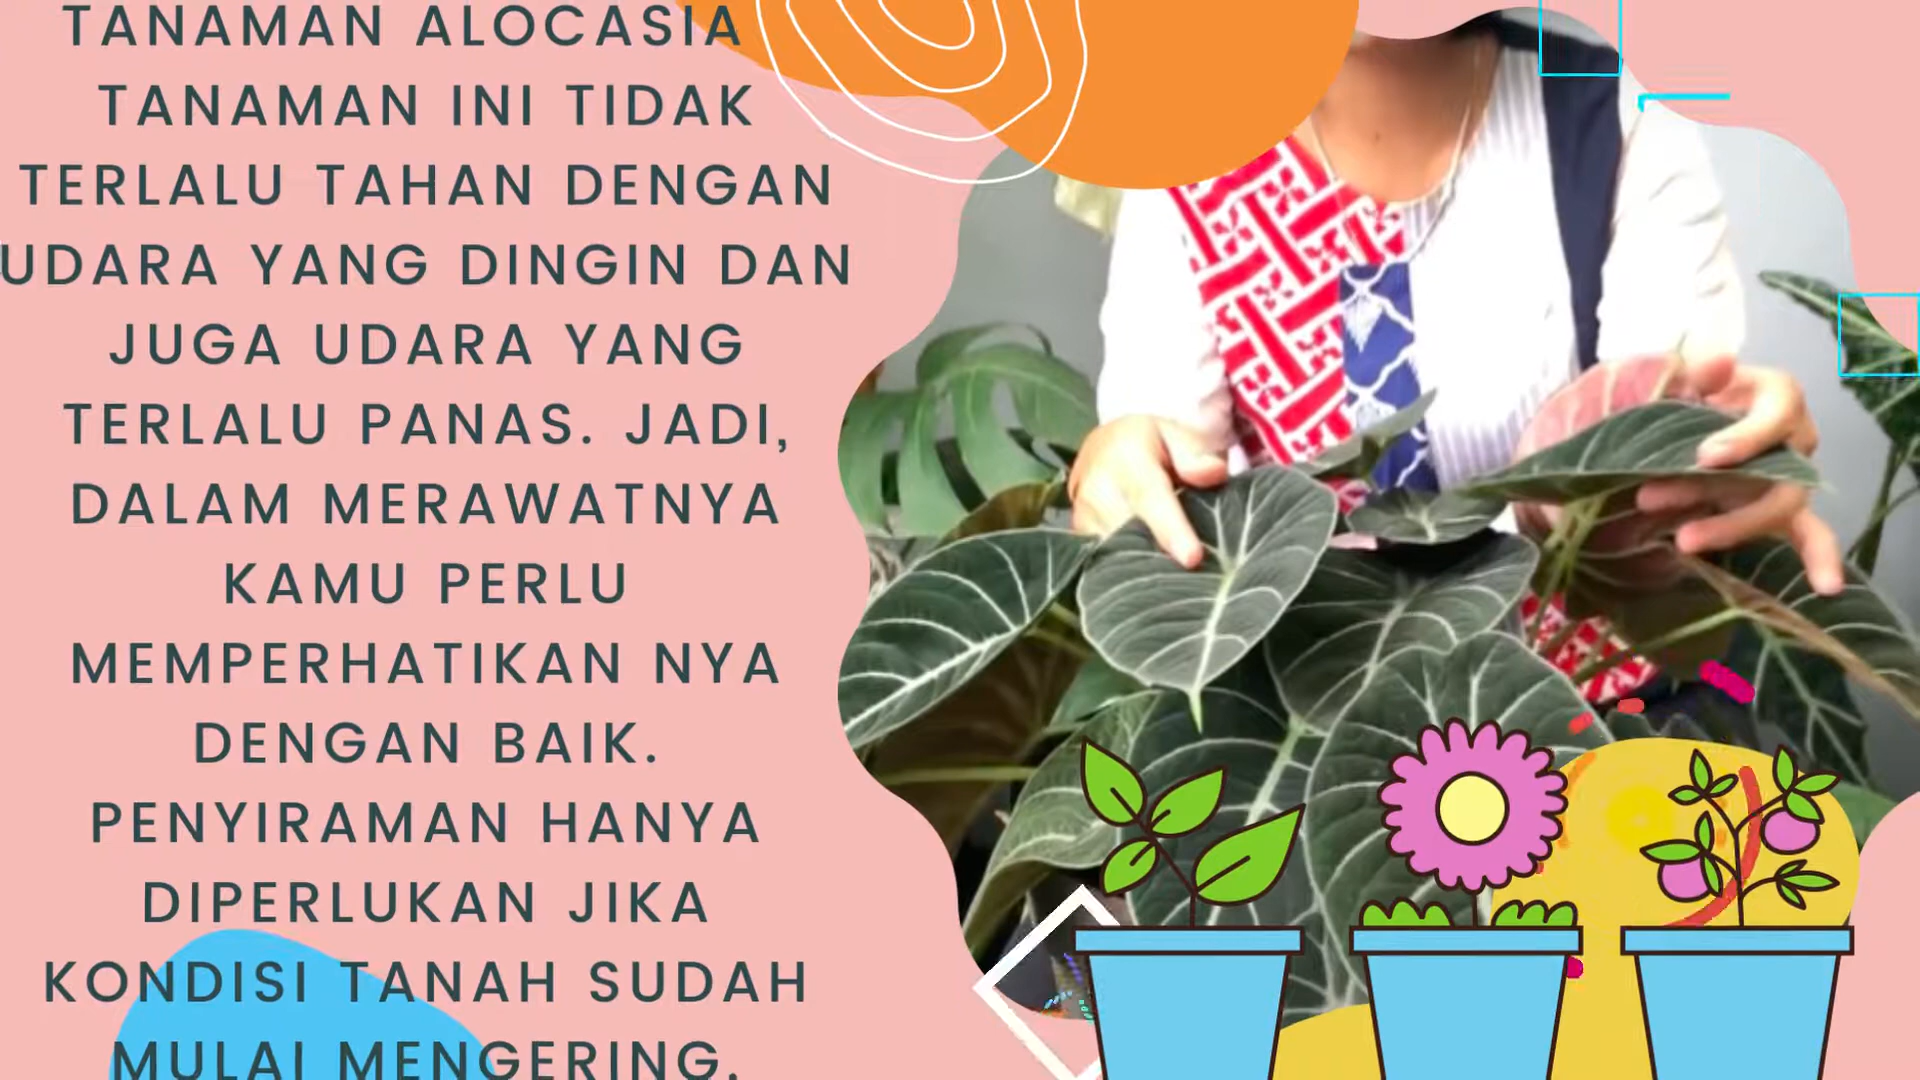 TANAMAN ALOCASIA
TANAMAN INI TIDAK
TERLALU TAHAN DENGAN
UDARA YANG DINGIN DAN
JUGA UDARA YANG
TERLALU PANAS. JADI,
DALAM MERAWATNYA
KAMU PERLU
MEMPERHATIKAN NYA
DENGAN BAIK.
PENYIRAMAN HANYA
DIPERLUKAN JIKA
KONDISI TANAH SUDAH
MULAI MENGERING.